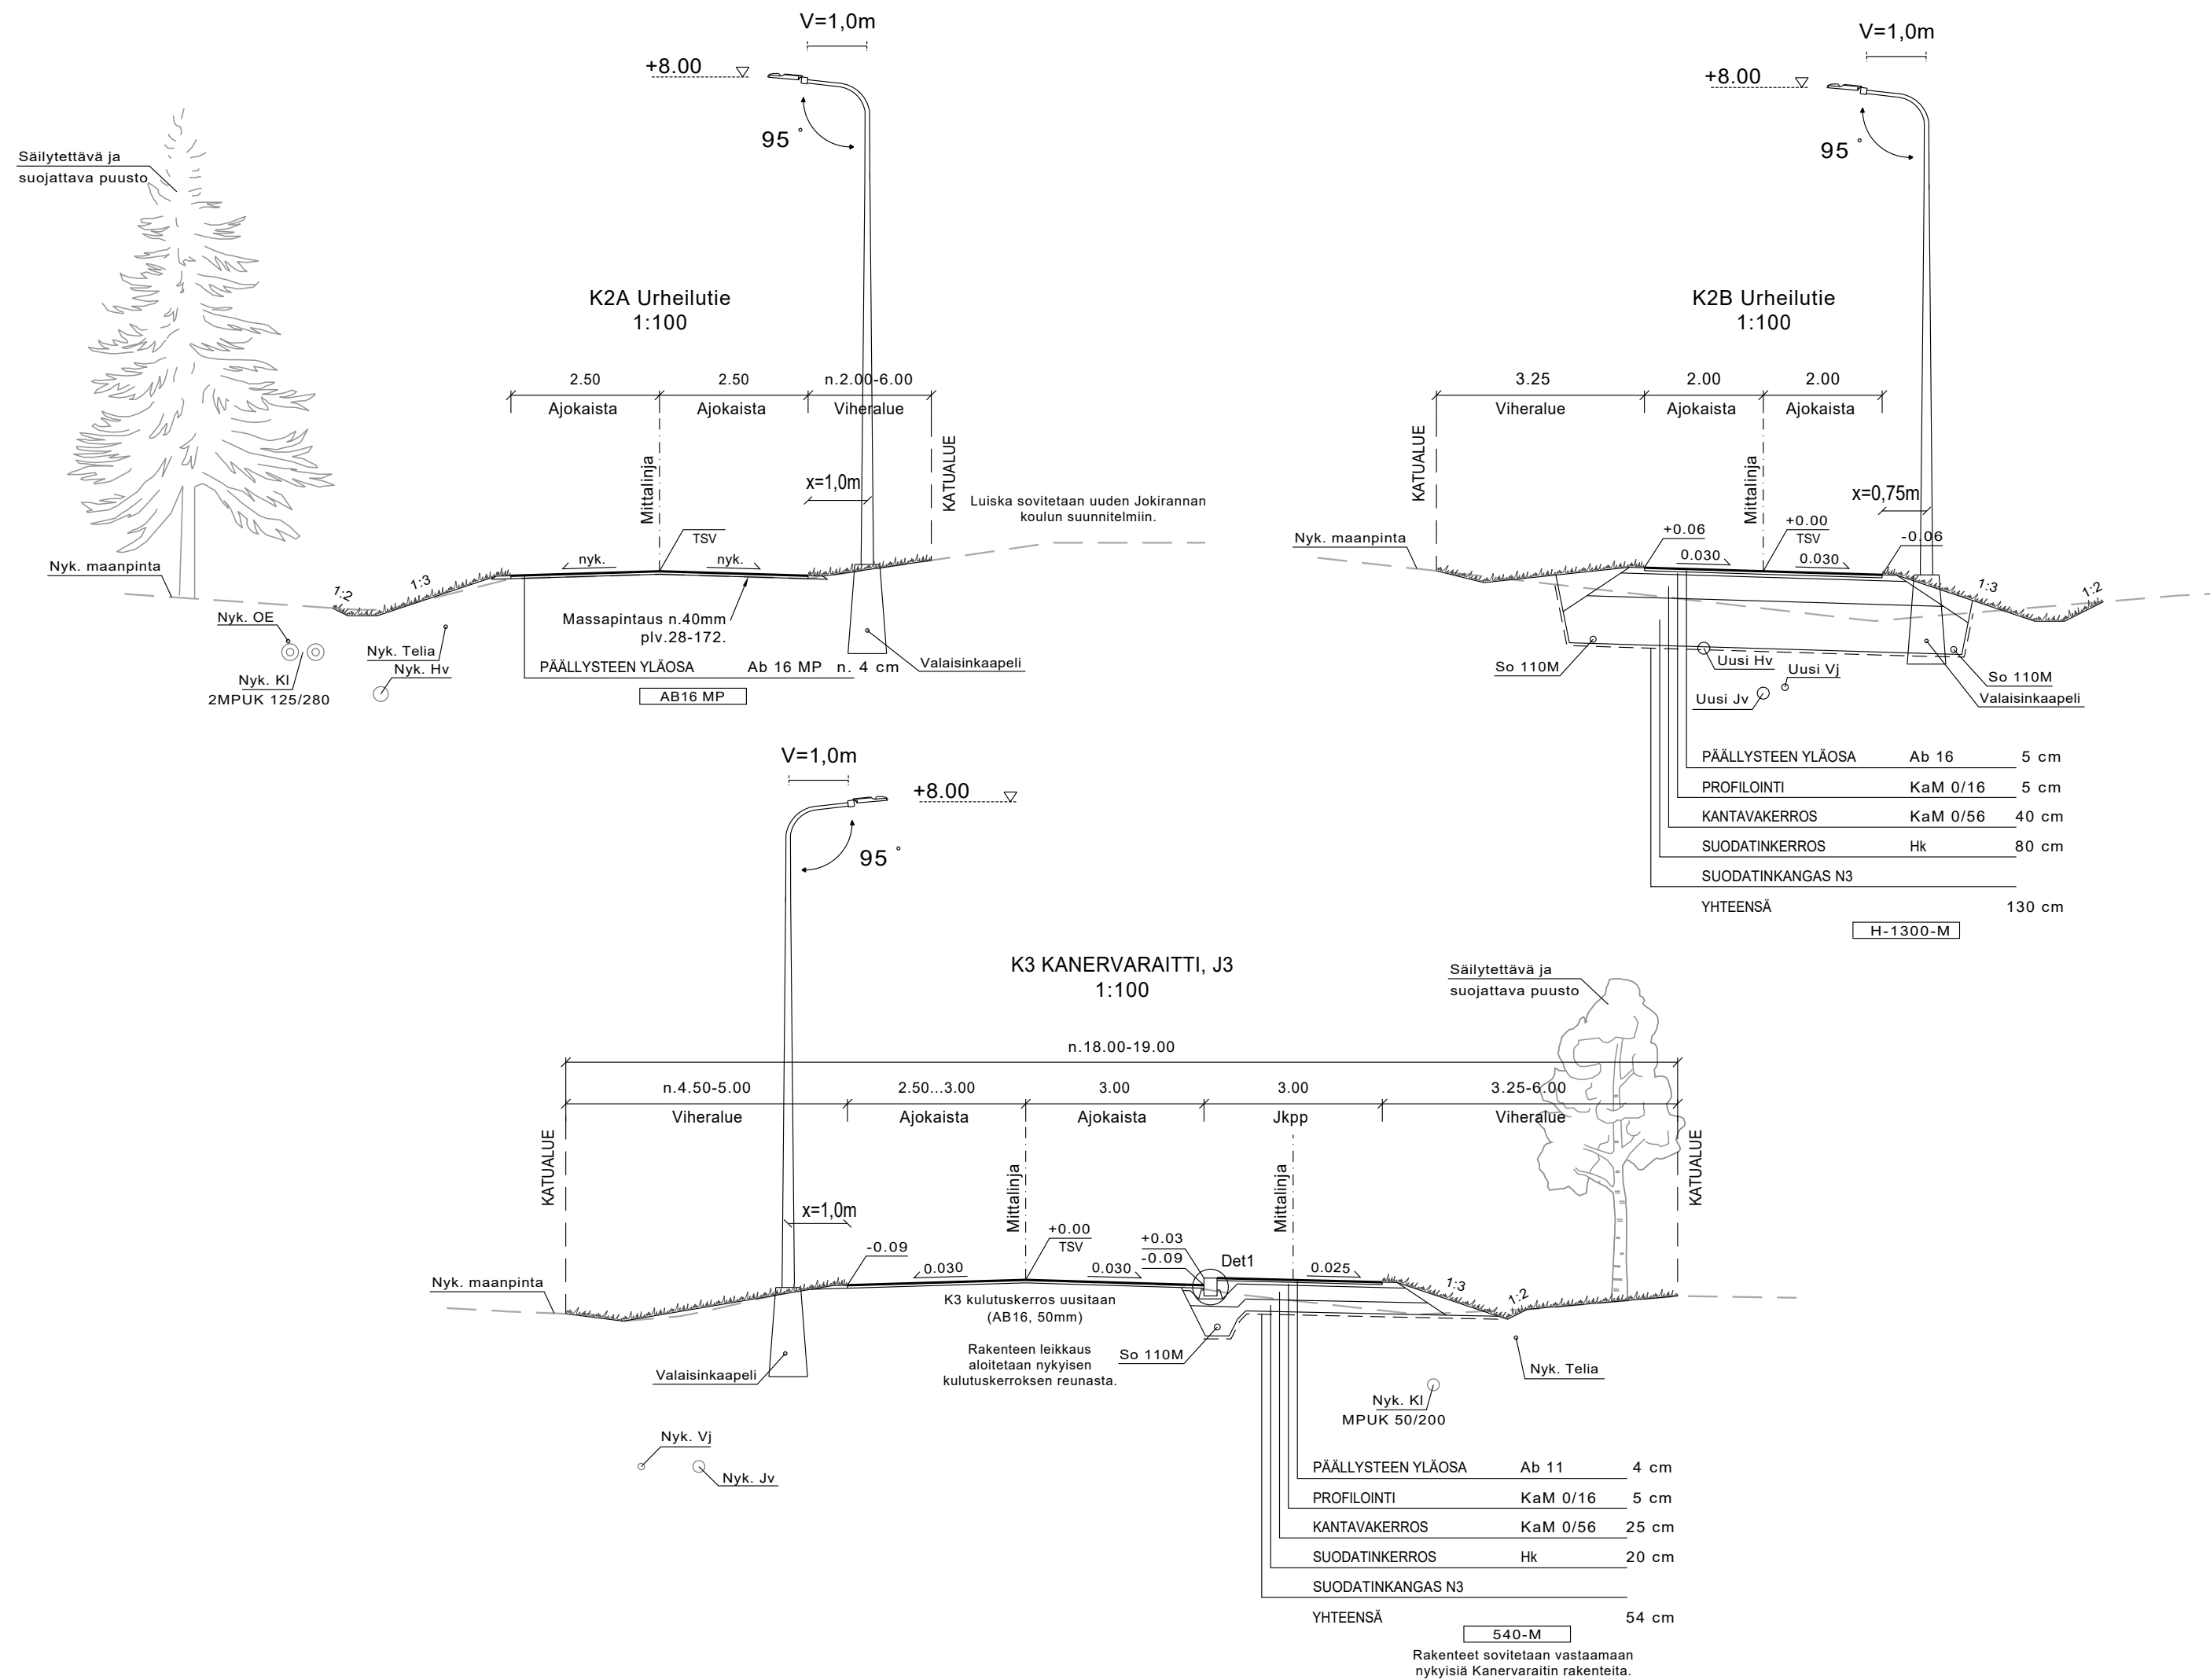 V=1,0m
+8.00
95 °
Säilytettävä ja
suojattava puusto
K2A Urheilutie
1:100
2.50
2.50
n.2.00-6.00
Ajokaista
Ajokaista
Viheralue
Mittalinja
x=1,0m
KATUALUE
Luiska sovitetaan uuden Jokirannan
koulun suunnitelmiin.
TSV
nyk.
nyk.
Nyk. maanpinta
1:2
1:3
Nyk. OE
Nyk. Telia
Nyk. Hv
Nyk. Kl
2MPUK 125/280
Massapintaus n.40mm
plv.28-172.
PÄÄLLYSTEEN YLÄOSA Ab 16 MP n. 4 cm
AB16 MP
Valaisinkaapeli
V=1,0m
+8.00
95 °
K2B Urheilutie
1:100
3.25
2.00
2.00
Viheralue
Ajokaista
Ajokaista
KATUALUE
Mittalinja
x=0,75m
+0.06
+0.00
TSV
-0.06
0.030
0.030
Nyk. maanpinta
1:3
1:2
So 110M
Uusi Hv
Uusi Vj
Uusi Jv
So 110M
Valaisinkaapeli
PÄÄLLYSTEEN YLÄOSA Ab 16 5 cm
PROFILOINTI KaM 0/16 5 cm
KANTAVAKERROS KaM 0/56 40 cm
SUODATINKERROS Hk 80 cm
SUODATINKANGAS N3
YHTEENSÄ 130 cm
H-1300-M
V=1,0m
+8.00
95 °
K3 KANERVARAITTI, J3
1:100
Säilytettävä ja
suojattava puusto
n.18.00-19.00
n.4.50-5.00
2.50...3.00
3.00
3.00
3.25-6.00
Viheralue
Ajokaista
Ajokaista
Jkpp
Viheralue
KATUALUE
Mittalinja
Mittalinja
KATUALUE
x=1,0m
-0.09
+0.00
TSV
+0.03
-0.09
Det1
0.030
0.030
0.025
Nyk. maanpinta
1:3
1:2
K3 kulutuskerros uusitaan
(AB16, 50mm)
Rakenteen leikkaus
aloitetaan nykyisen
kulutuskerroksen reunasta.
So 110M
Valaisinkaapeli
Nyk. Telia
Nyk. Kl
MPUK 50/200
Nyk. Vj
Nyk. Jv
PÄÄLLYSTEEN YLÄOSA Ab 11 4 cm
PROFILOINTI KaM 0/16 5 cm
KANTAVAKERROS KaM 0/56 25 cm
SUODATINKERROS Hk 20 cm
SUODATINKANGAS N3
YHTEENSÄ 54 cm
540-M
Rakenteet sovitetaan vastaamaan
nykyisiä Kanervaraitin rakenteita.